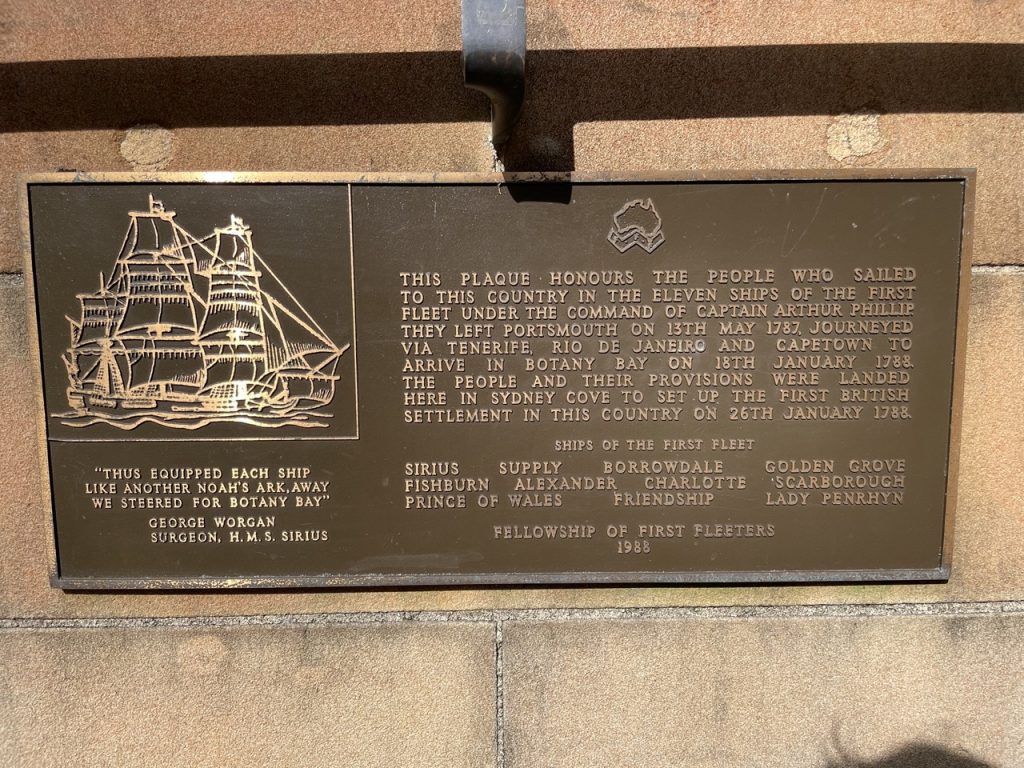 THIS PLAQUE HONOURS THE PEOPLE WHO SAILED
TO THIS COUNTRY IN THE ELEVEN SHIPS OF THE FIRST
FLEET UNDER THE COMMAND OF CAPTAIN ARTHUR PHILLIP.
THEY LEFT PORTSMOUTH ON 13TH MAY 1787, JOURNEYED
VIA TENERIFE, RIO DE JANEIRO AND CAPETOWN TO
ARRIVE IN BOTANY BAY ON 18TH JANUARY 1788.
THE PEOPLE AND THEIR PROVISIONS WERE LANDED
HERE IN SYDNEY COVE TO SET UP THE FIRST BRITISH
SETTLEMENT IN THIS COUNTRY ON 26TH JANUARY 1788.
SHIPS OF THE FIRST FLEET
SIRIUS SUPPLY BORROWDALE GOLDEN GROVE
FISHBURN ALEXANDER CHARLOTTE SCARBOROUGH
PRINCE OF WALES FRIENDSHIP LADY PENRHYN
FELLOWSHIP OF FIRST FLEETERS
1988
"THUS EQUIPPED EACH SHIP
LIKE ANOTHER NOAH'S ARK, AWAY
WE STEERED FOR BOTANY BAY"
GEORGE WORGAN
SURGEON, H.M.S. SIRIUS